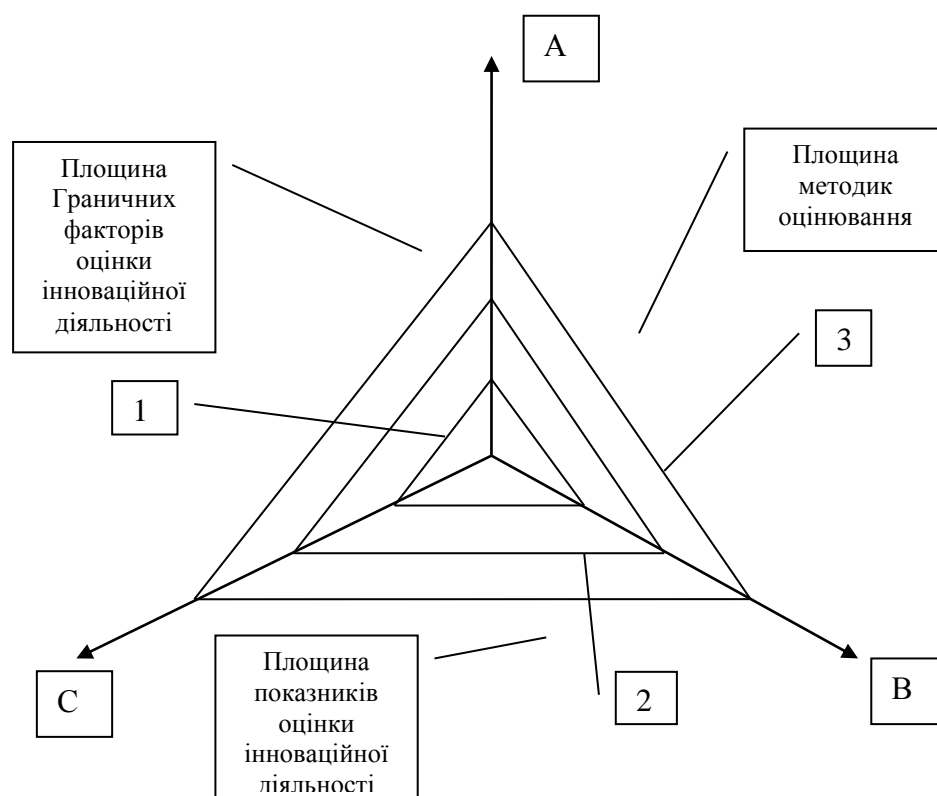 A
Площина
Граничних
факторів
оцінки
інноваційної
діяльності
Площина
методик
оцінювання
3
1
C
Площина
показників
оцінки
інноваційної
діяльності
2
B